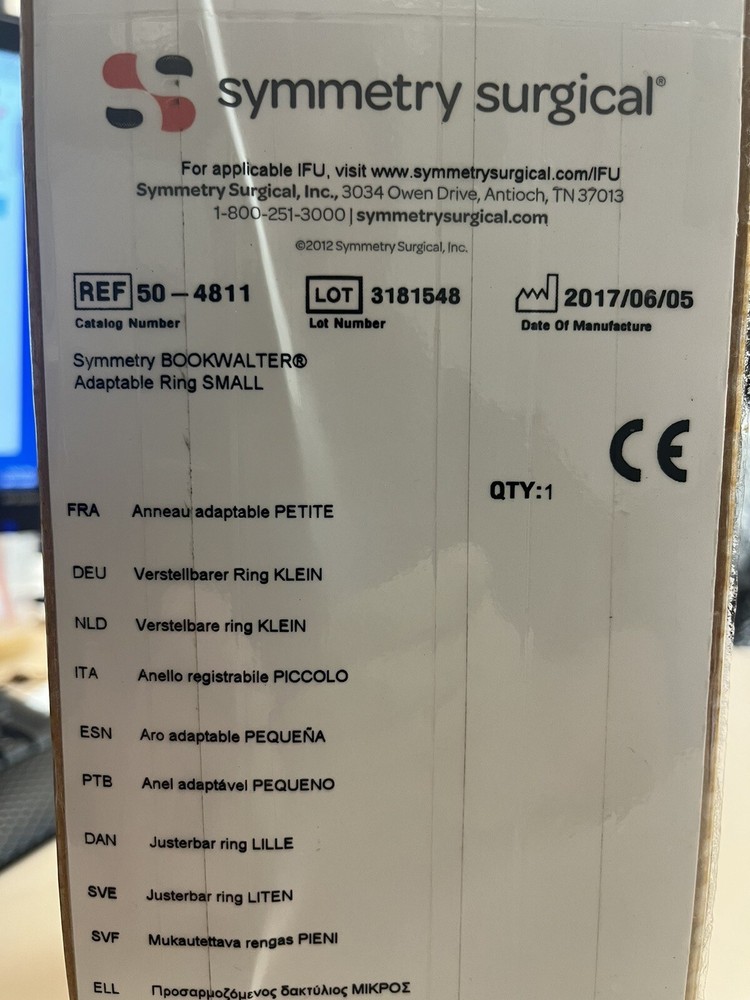 symmetry surgical®
For applicable IFU, visit www.symmetrysurgical.com/IFU
Symmetry Surgical, Inc., 3034 Owen Drive, Antioch, TN 37013
1-800-251-3000 | symmetrysurgical.com
©2012 Symmetry Surgical, Inc.
REF 50-4811 LOT 3181548 2017/06/05
Catalog Number Lot Number Date Of Manufacture
Symmetry BOOKWALTER®
Adaptable Ring SMALL
CE
QTY:1
FRA Anneau adaptable PETITE
DEU Verstellbarer Ring KLEIN
NLD Verstelbare ring KLEIN
ITA Anello registrabile PICCOLO
ESN Aro adaptable PEQUEÑA
PTB Anel adaptável PEQUENO
DAN Justerbar ring LILLE
SVE Justerbar ring LITEN
SVF Mukautettava rengas PIENI
ELL Προσαρμοζόμενος δακτύλιος ΜΙΚΡΟΣ